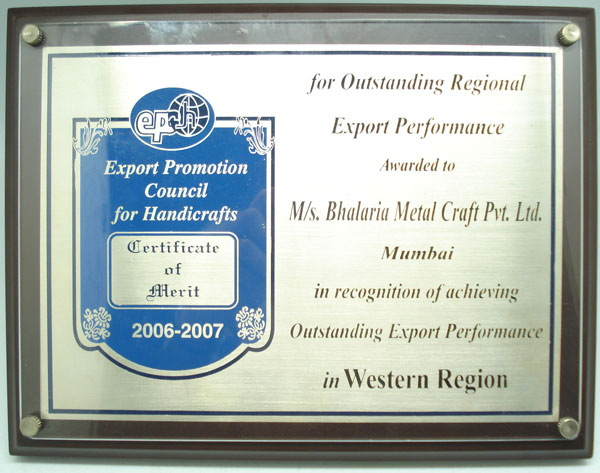 epch
Export Promotion
Council
for Handicrafts
Certificate
of
Merit
2006-2007
for Outstanding Regional
Export Performance
Awarded to
M/s. Bhalaria Metal Craft Pvt. Ltd.
Mumbai
in recognition of achieving
Outstanding Export Performance
in Western Region